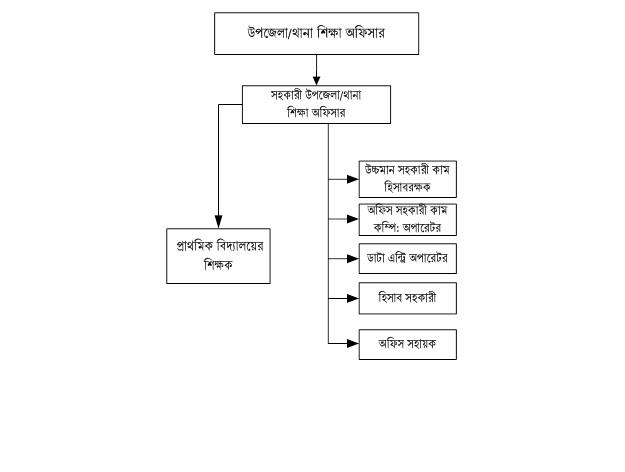 উপজেলা/থানা শিক্ষা অফিসার
সহকারী উপজেলা/থানা
শিক্ষা অফিসার
উচ্চমান সহকারী কাম
হিসাবরক্ষক
অফিস সহকারী কাম
কম্পি: অপারেটর
প্রাথমিক বিদ্যালয়ের
শিক্ষক
ডাটা এন্ট্রি অপারেটর
হিসাব সহকারী
অফিস সহায়ক